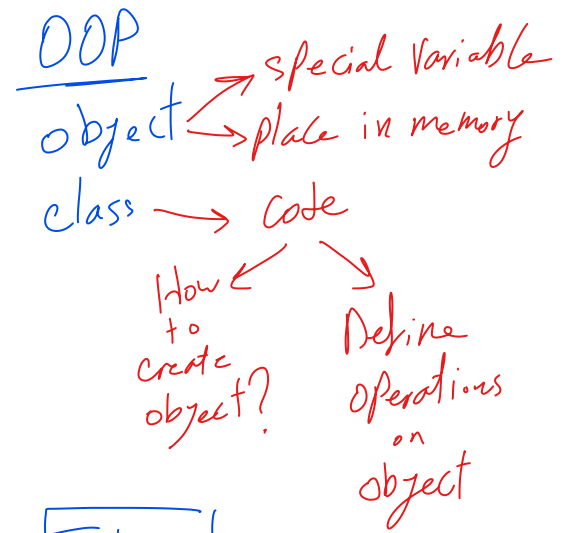 OOP
object → special variable
→ place in memory
class → code
How
to
create
object?
Define
operations
on
object